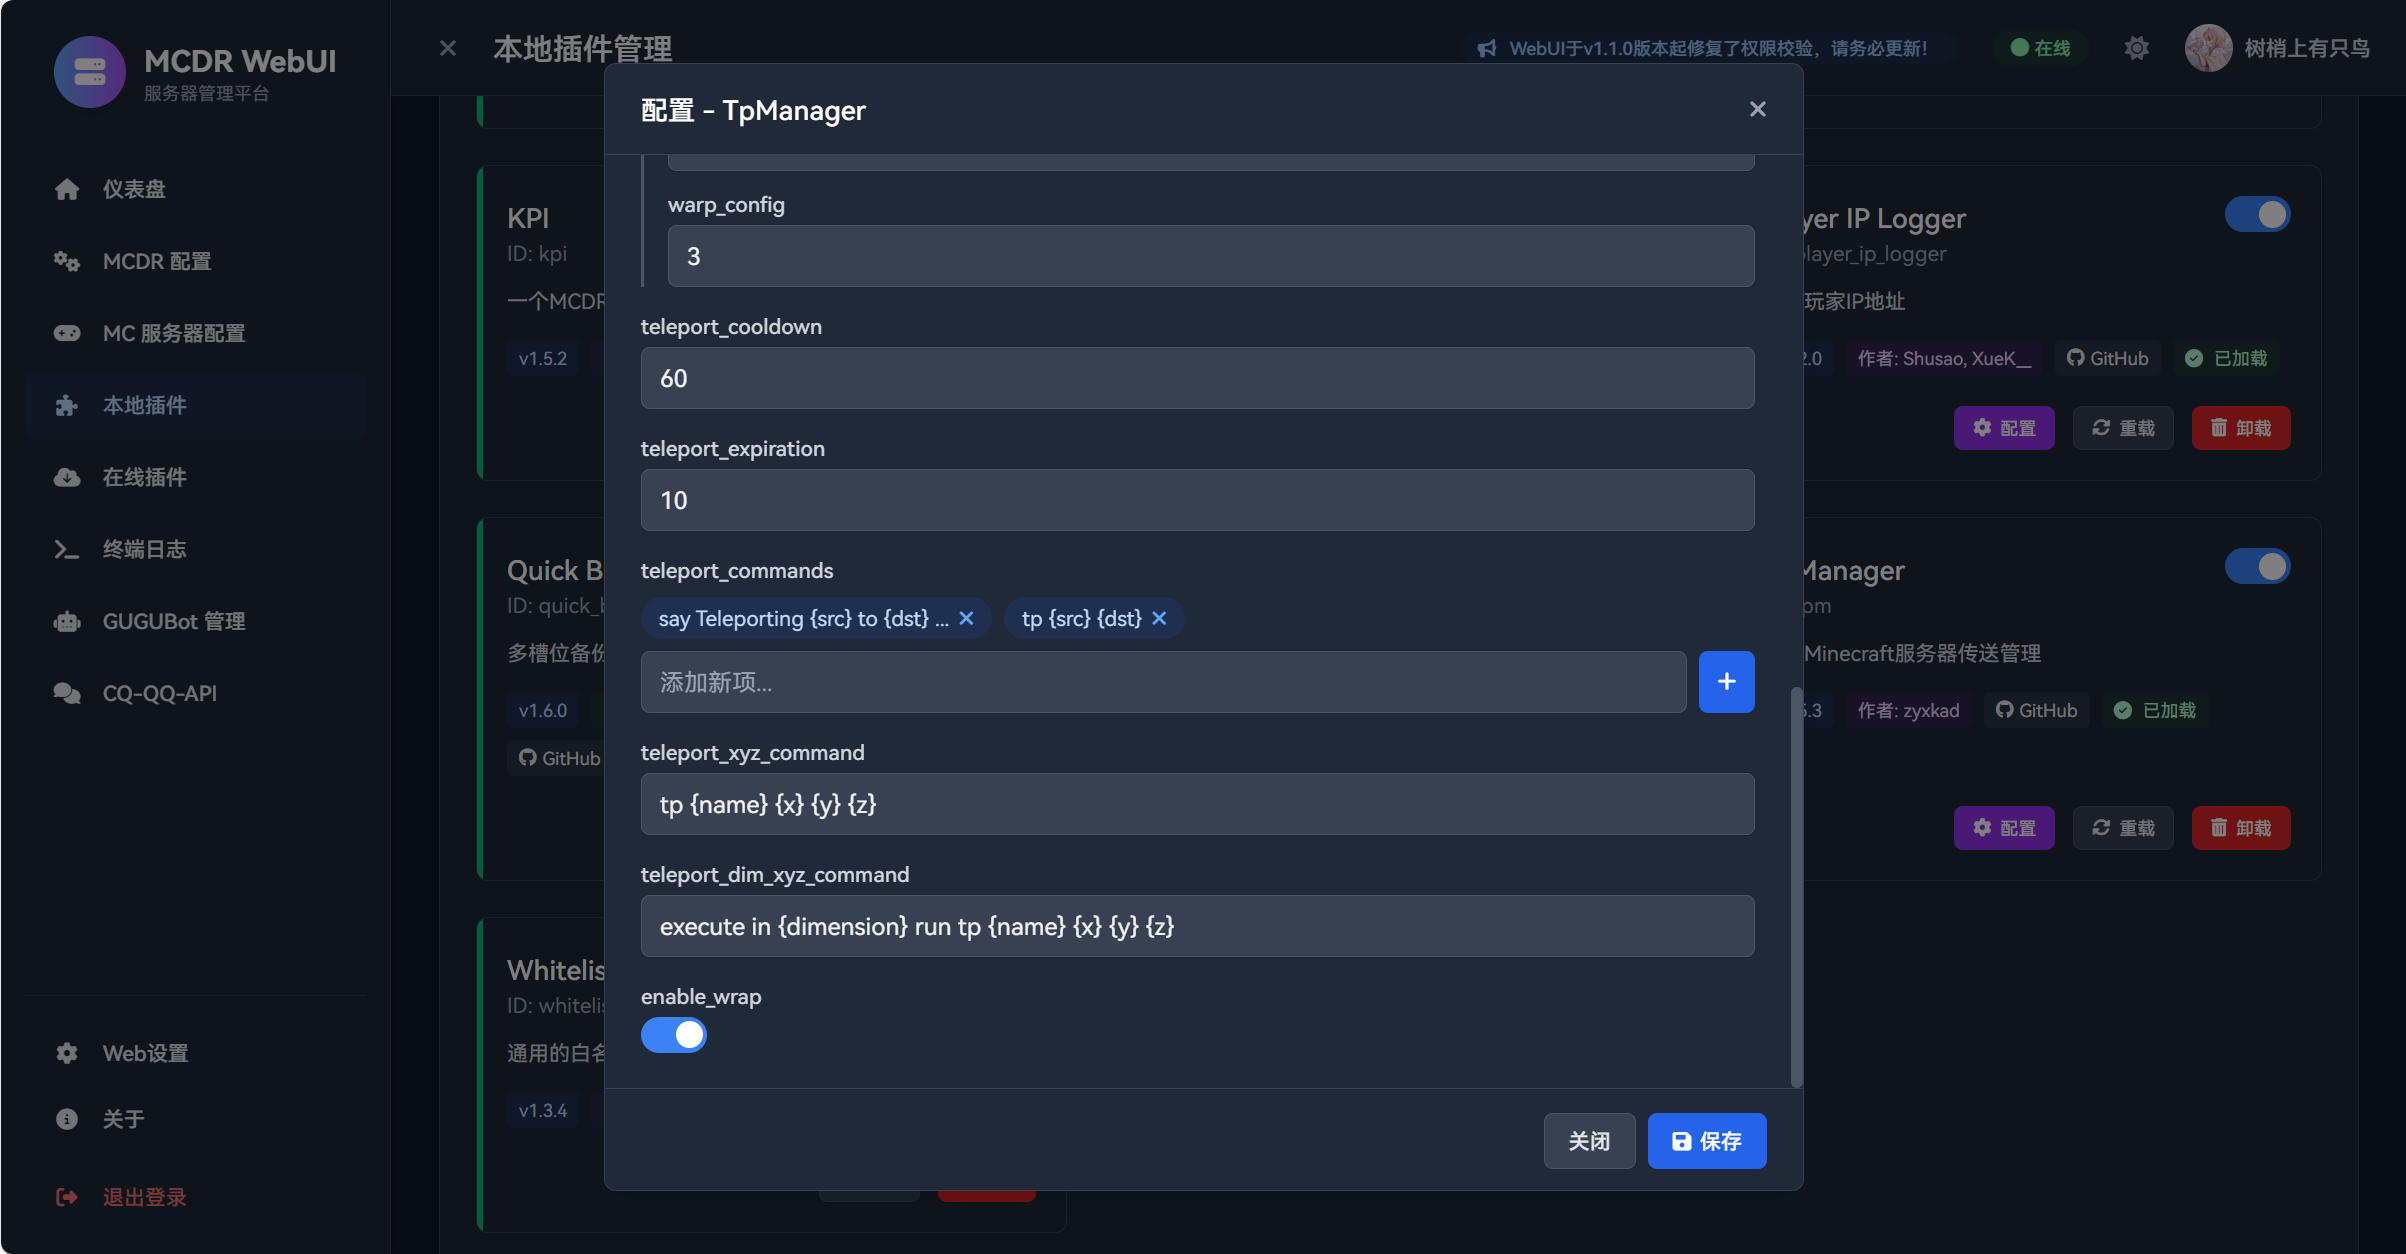 MCDR WebUI
服务器管理平台
仪表盘
MCDR 配置
MC 服务器配置
本地插件
在线插件
终端日志
GUGUBot 管理
CQ-QQ-API
Web设置
关于
退出登录
本地插件管理
WebUI于v1.1.0版本起修复了权限校验，请务必更新！
在线
树梢上有只鸟
KPI
ID: kpi
一个MCDR
v1.5.2
Quick B
ID: quick_b
多槽位备份
v1.6.0
GitHub
Whitelis
ID: whitelis
通用的白名
v1.3.4
配置 - TpManager
warp_config
3
teleport_cooldown
60
teleport_expiration
10
teleport_commands
say Teleporting {src} to {dst} ...
tp {src} {dst}
添加新项...
teleport_xyz_command
tp {name} {x} {y} {z}
teleport_dim_xyz_command
execute in {dimension} run tp {name} {x} {y} {z}
enable_wrap
关闭
保存
yer IP Logger
layer_ip_logger
玩家IP地址
2.0
作者: Shusao, XueK__
GitHub
已加载
配置
重载
卸载
Manager
pm
Minecraft服务器传送管理
.3
作者: zyxkad
GitHub
已加载
配置
重载
卸载